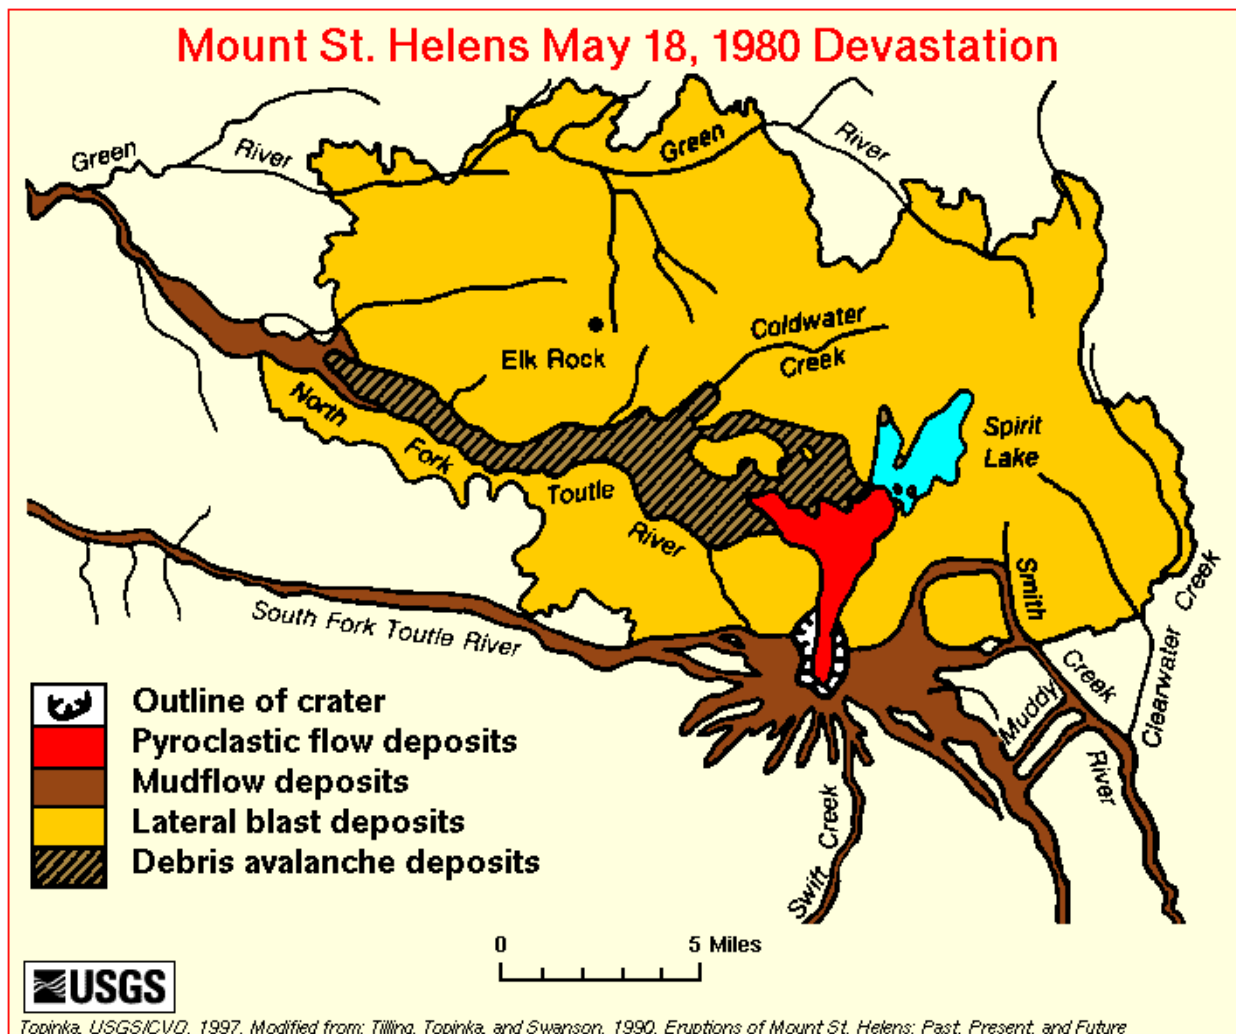 Mount St. Helens May 18, 1980 Devastation
Green
River
Green
River
Coldwater
Creek
Elk Rock
North
Fork
Toutle
River
Spirit
Lake
Smith
Creek
Clearwater Creek
Muddy
River
South Fork Toutle River
Swift Creek
Outline of crater
Pyroclastic flow deposits
Mudflow deposits
Lateral blast deposits
Debris avalanche deposits
0 5 Miles
USGS
Topinka, USGS/CVO, 1997, Modified from: Tilling, Topinka, and Swanson, 1990, Eruptions of Mount St. Helens: Past, Present, and Future